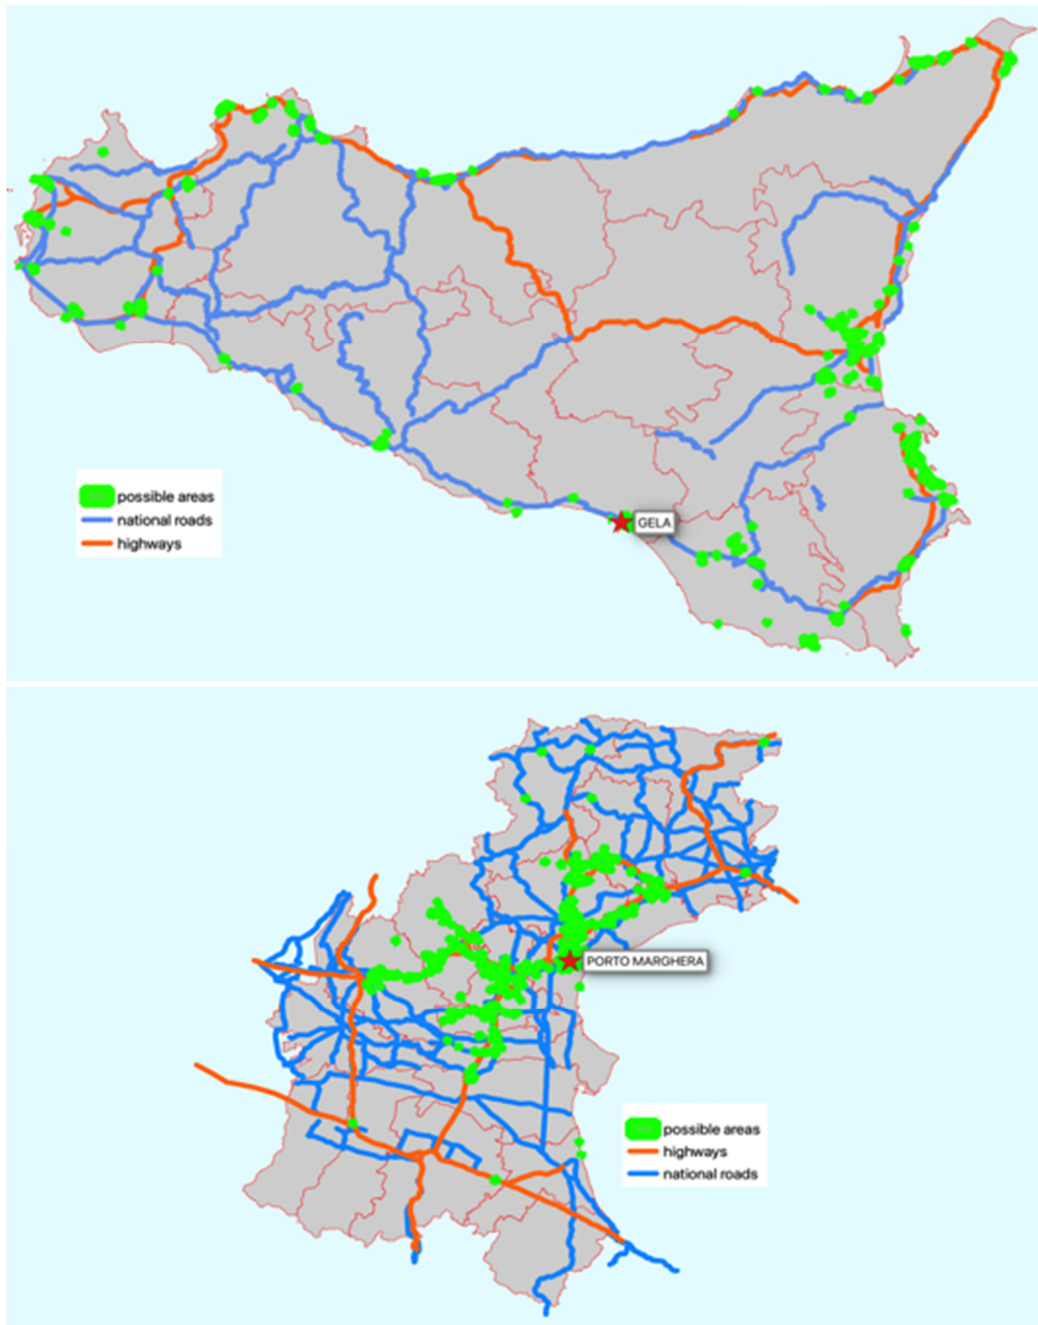 possible areas
national roads
highways
GELA
PORTO MARGHERA
possible areas
highways
national roads